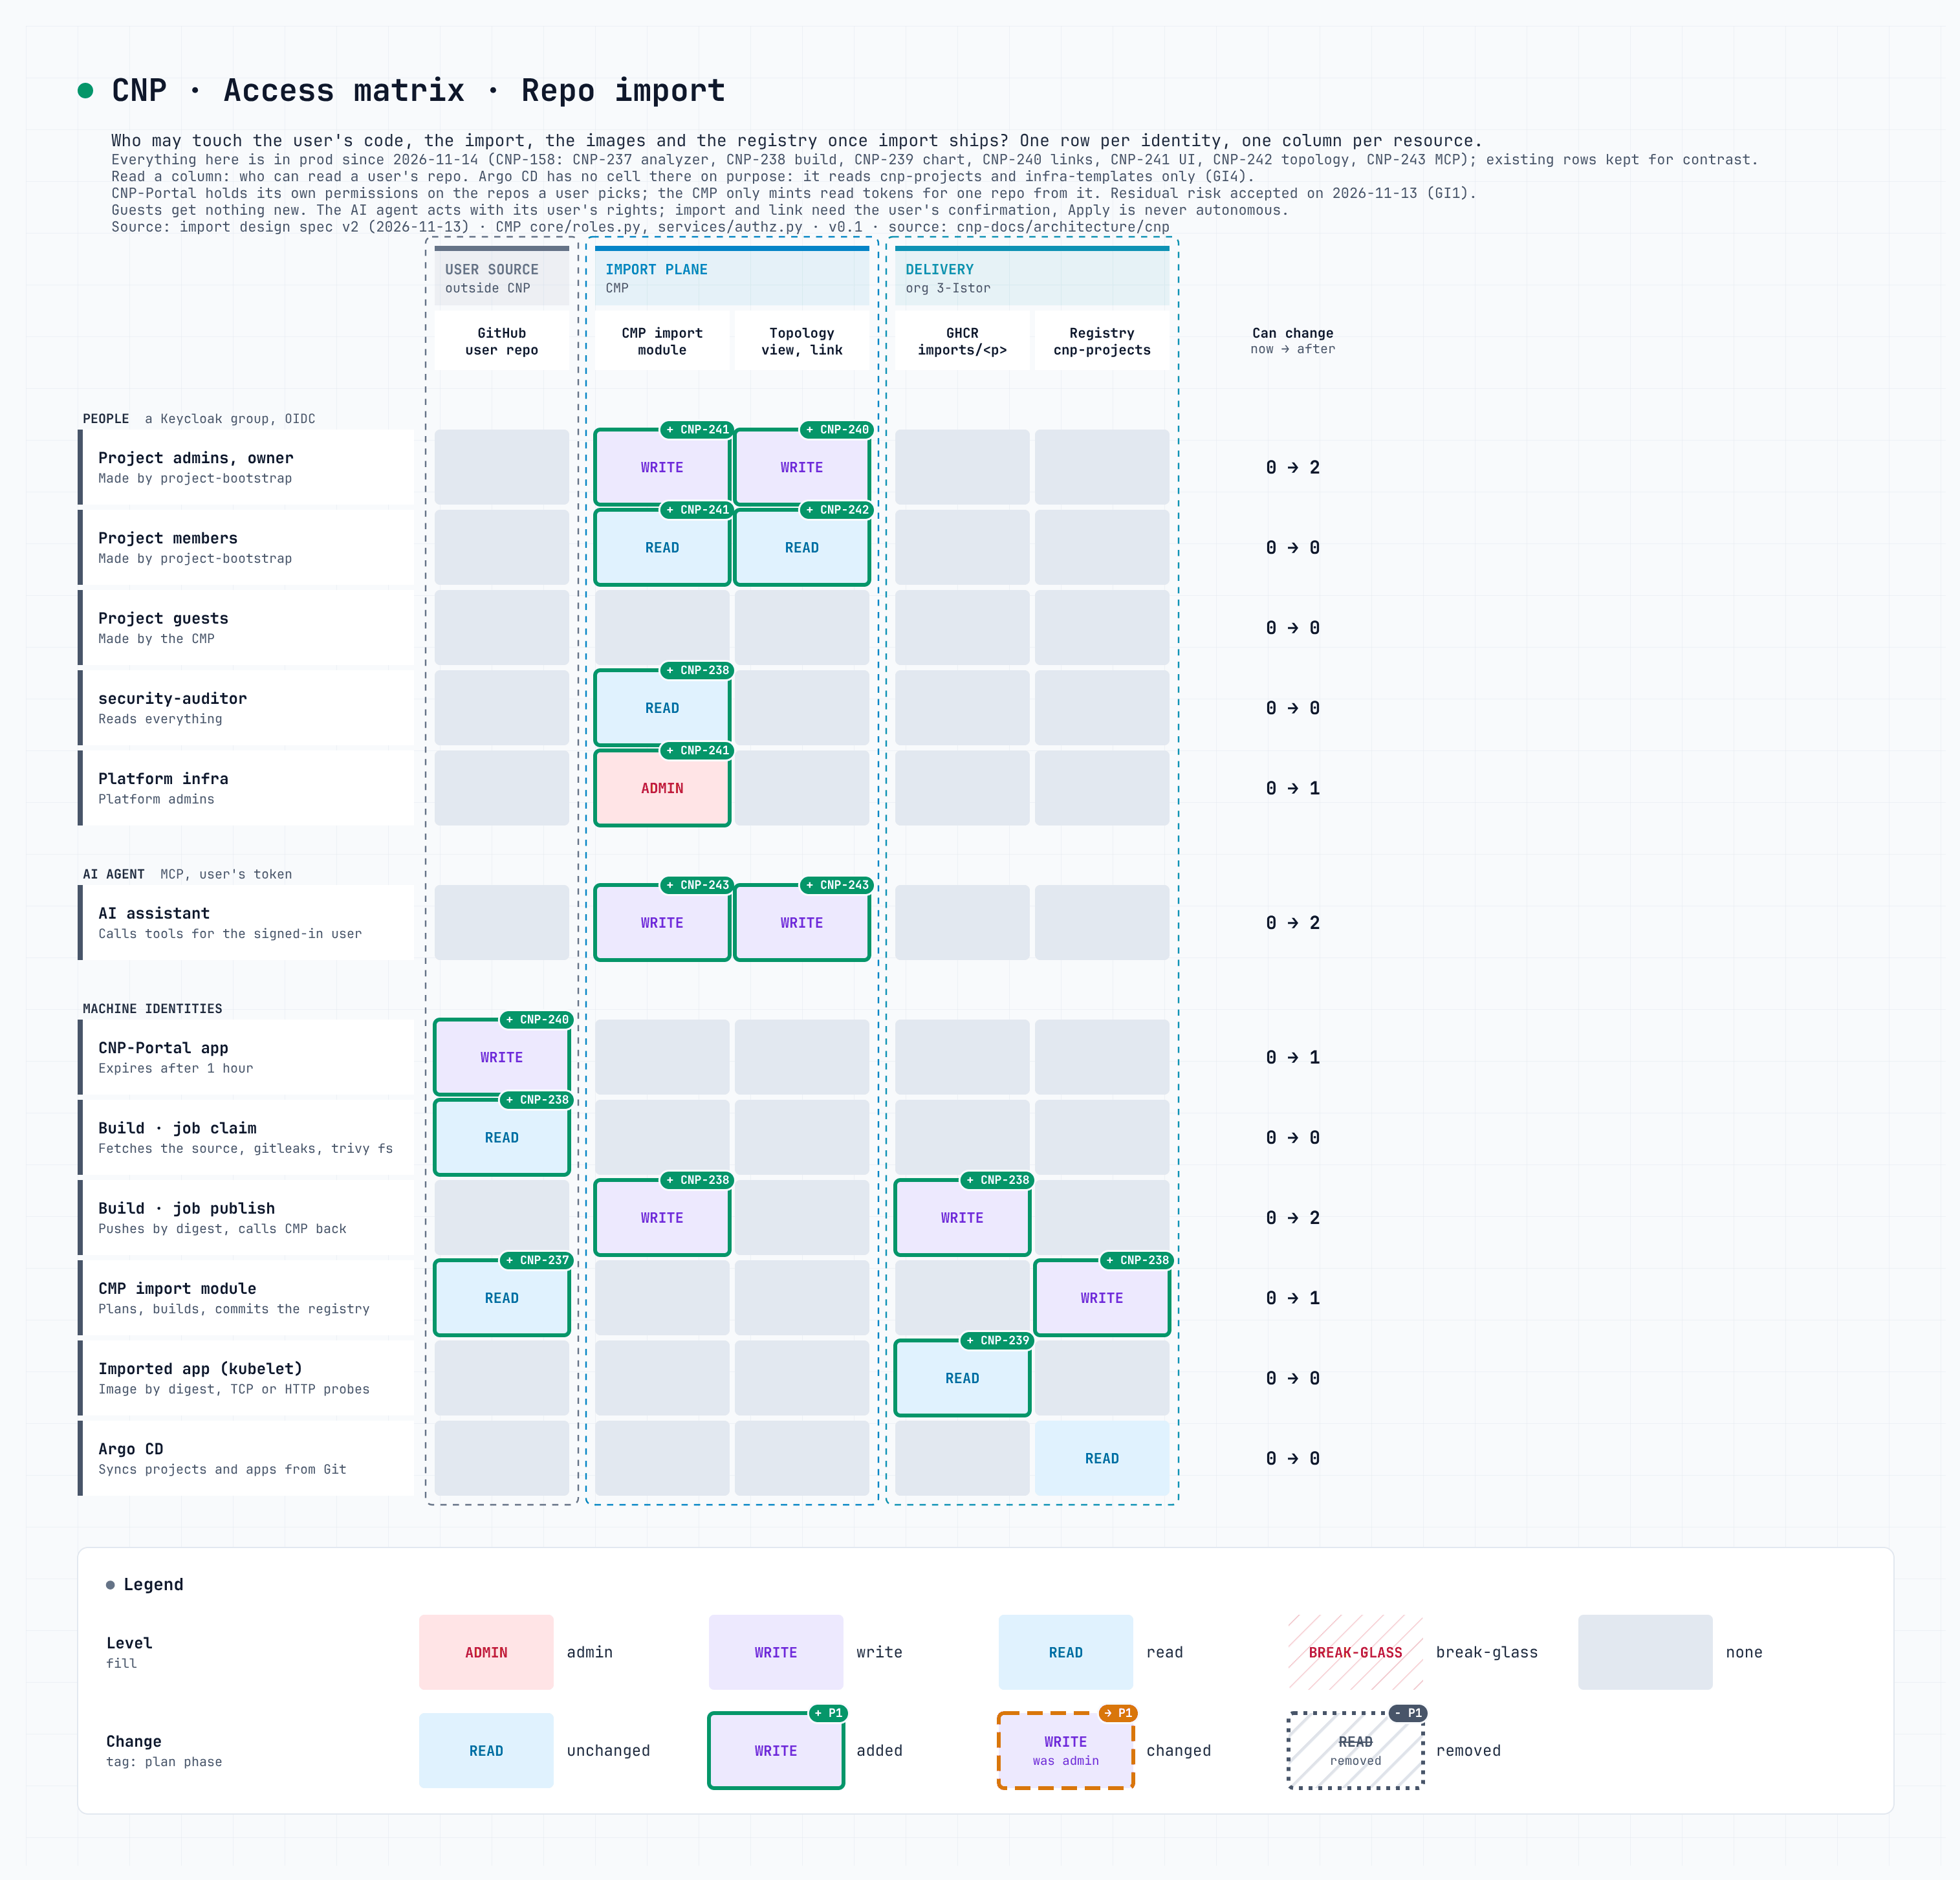 CNP · Access matrix · Repo import
Who may touch the user's code, the import, the images and the registry once import ships? One row per identity, one column per resource.
Everything here is in prod since 2026-11-14 (CNP-158: CNP-237 analyzer, CNP-238 build, CNP-239 chart, CNP-240 links, CNP-241 UI, CNP-242 topology, CNP-243 MCP); existing rows kept for contrast.
Read a column: who can read a user's repo. Argo CD has no cell there on purpose: it reads cnp-projects and infra-templates only (GI4).
CNP-Portal holds its own permissions on the repos a user picks; the CMP only mints read tokens for one repo from it. Residual risk accepted on 2026-11-13 (GI1).
Guests get nothing new. The AI agent acts with its user's rights; import and link need the user's confirmation, Apply is never autonomous.
Source: import design spec v2 (2026-11-13) · CMP core/roles.py, services/authz.py · v0.1 · source: cnp-docs/architecture/cnp
USER SOURCE
outside CNP
IMPORT PLANE
CMP
DELIVERY
org 3-Istor
GitHub
user repo
CMP import
module
Topology
view, link
GHCR
imports/<p>
Registry
cnp-projects
Can change
now → after
PEOPLE a Keycloak group, OIDC
Project admins, owner
Made by project-bootstrap
+ CNP-241
WRITE
+ CNP-240
WRITE
0 → 2
Project members
Made by project-bootstrap
+ CNP-241
READ
+ CNP-242
READ
0 → 0
Project guests
Made by the CMP
0 → 0
security-auditor
Reads everything
+ CNP-238
READ
0 → 0
Platform infra
Platform admins
+ CNP-241
ADMIN
0 → 1
AI AGENT MCP, user's token
AI assistant
Calls tools for the signed-in user
+ CNP-243
WRITE
+ CNP-243
WRITE
0 → 2
MACHINE IDENTITIES
CNP-Portal app
Expires after 1 hour
+ CNP-240
WRITE
0 → 1
Build · job claim
Fetches the source, gitleaks, trivy fs
+ CNP-238
READ
0 → 0
Build · job publish
Pushes by digest, calls CMP back
+ CNP-238
WRITE
+ CNP-238
WRITE
0 → 2
CMP import module
Plans, builds, commits the registry
+ CNP-237
READ
+ CNP-238
WRITE
0 → 1
Imported app (kubelet)
Image by digest, TCP or HTTP probes
+ CNP-239
READ
0 → 0
Argo CD
Syncs projects and apps from Git
READ
0 → 0
Legend
Level
fill
ADMIN
admin
WRITE
write
READ
read
BREAK-GLASS
break-glass
none
Change
tag: plan phase
READ
unchanged
+ P1
WRITE
added
→ P1
WRITE
was admin
changed
- P1
READ
removed
removed